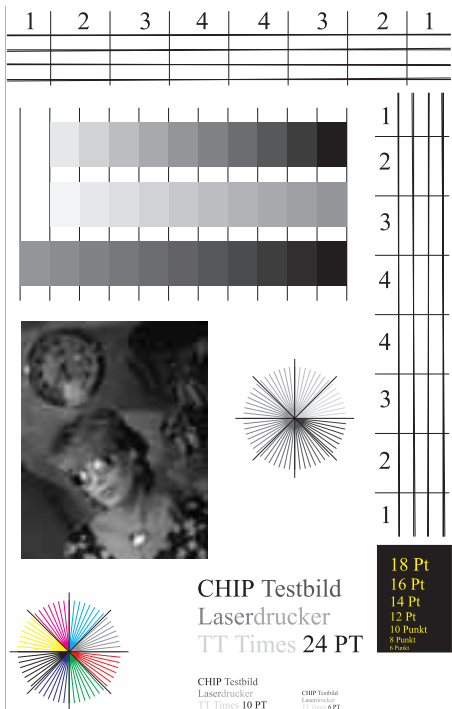 1 2 3 4 4 3 2 1
1
2
3
4
4
3
2
1
18 Pt
16 Pt
14 Pt
12 Pt
10 Punkt
8 Punkt
6 Punkt
CHIP Testbild
Laserdrucker
TT Times 24 PT
CHIP Testbild
Laserdrucker
TT Times 10 PT
CHIP Testbild
Laserdrucker
TT Times 6 PT